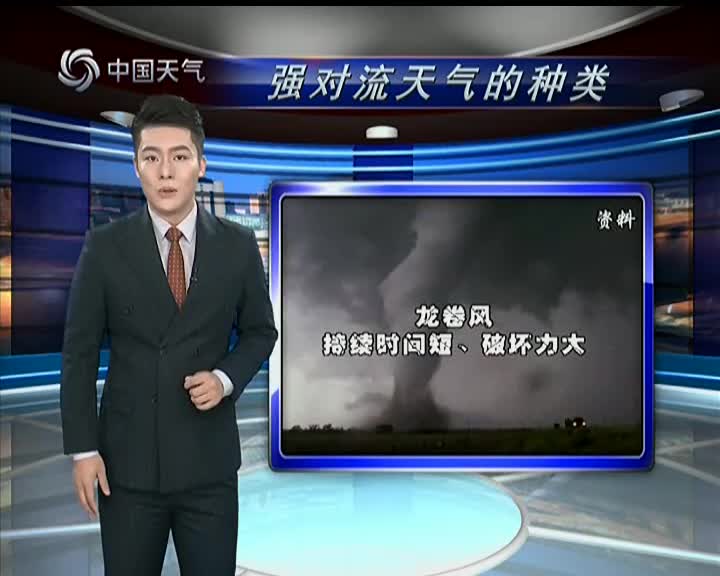 中国天气
强对流天气的种类
资料
龙卷风
持续时间短、破坏力大